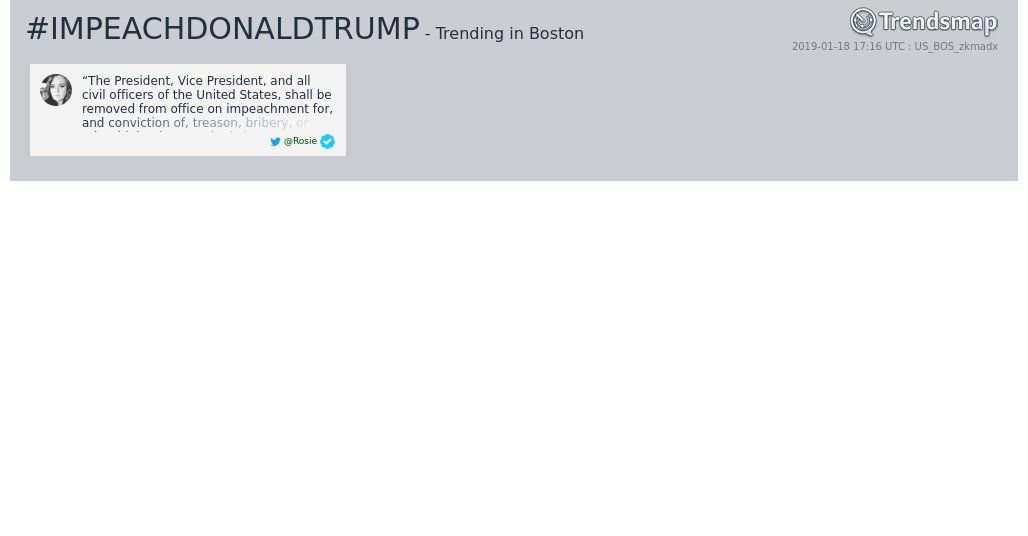 #IMPEACHDONALDTRUMP - Trending in Boston
Trendsmap
2019-01-18 17:16 UTC : US_BOS_zkmadx
“The President, Vice President, and all
civil officers of the United States, shall be
removed from office on impeachment for,
and conviction of, treason, bribery, or
@Rosie